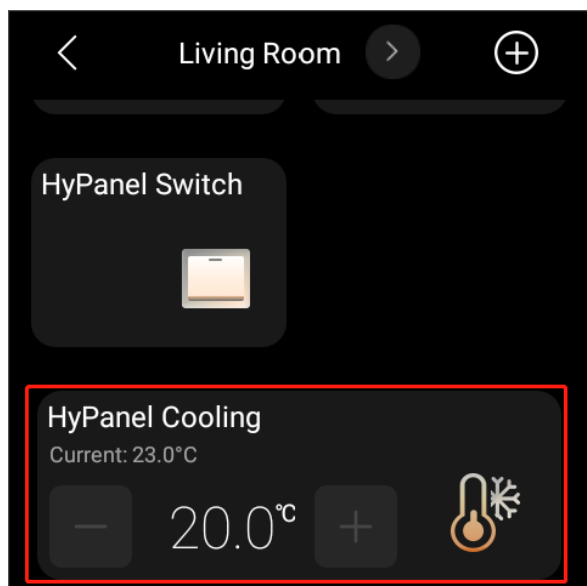 Living Room
HyPanel Switch
HyPanel Cooling
Current: 23.0°C
20.0°C